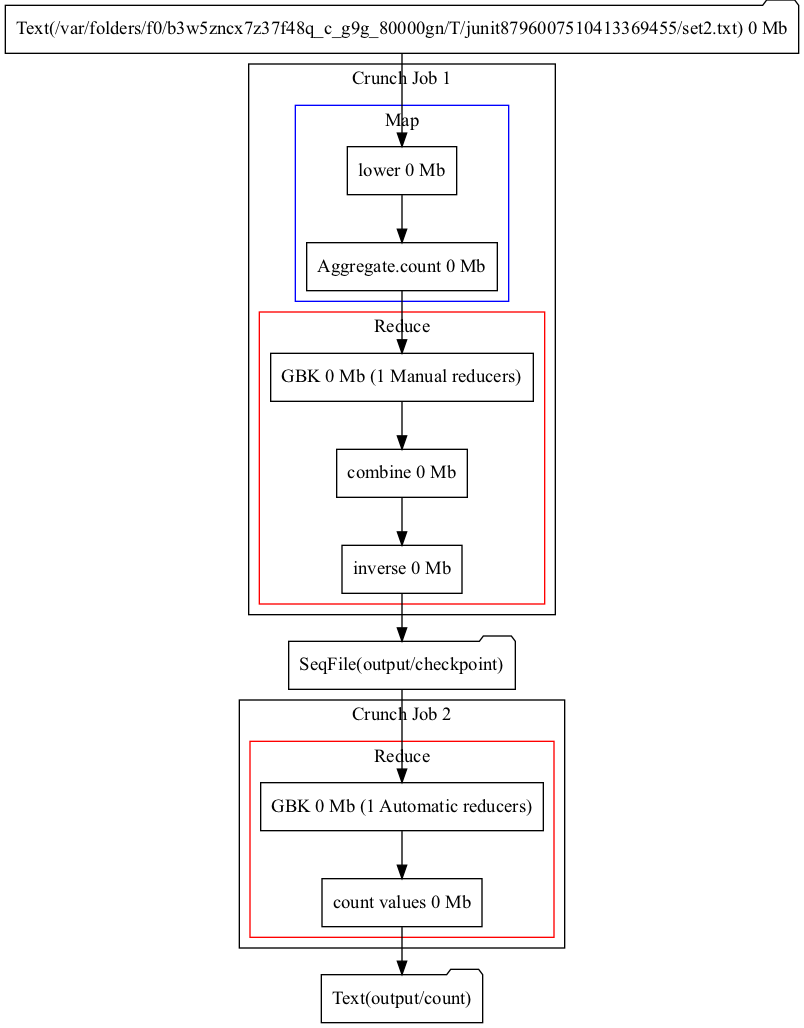 Text(/var/folders/f0/b3w5zncx7z37f48q_c_g9g_80000gn/T/junit8796007510413369455/set2.txt) 0 Mb
Crunch Job 1
Map
lower 0 Mb
Aggregate.count 0 Mb
Reduce
GBK 0 Mb (1 Manual reducers)
combine 0 Mb
inverse 0 Mb
SeqFile(output/checkpoint)
Crunch Job 2
Reduce
GBK 0 Mb (1 Automatic reducers)
count values 0 Mb
Text(output/count)